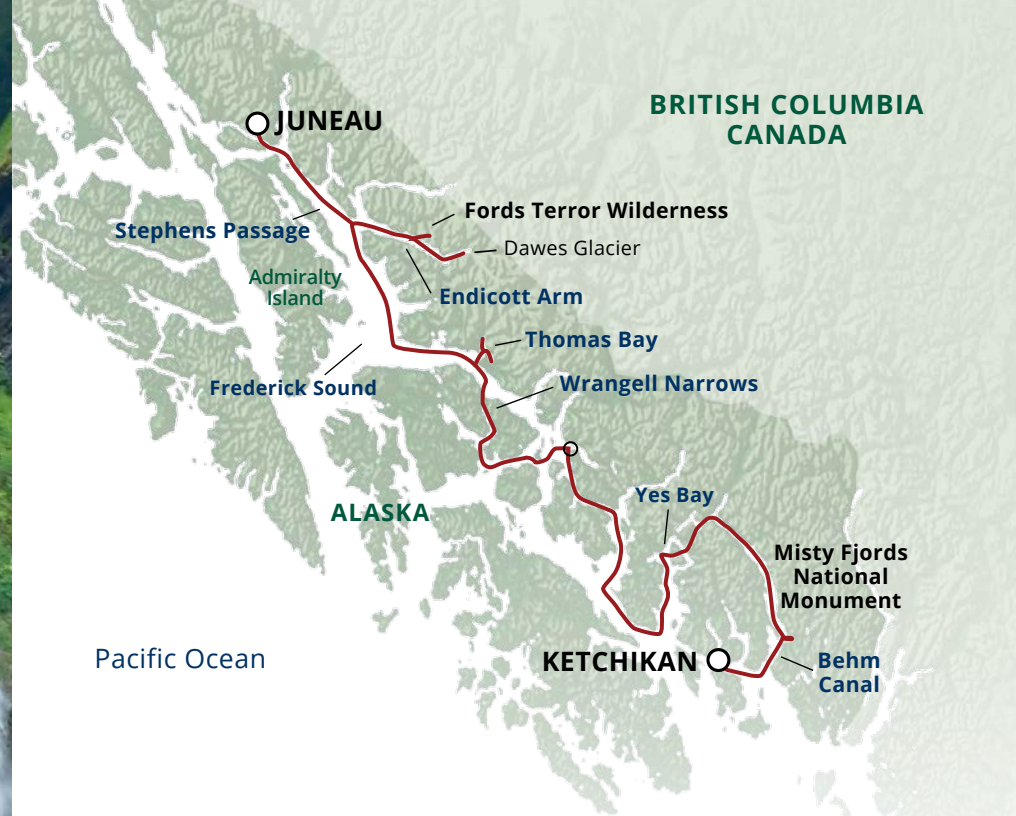 JUNEAU
BRITISH COLUMBIA
CANADA
Fords Terror Wilderness
Stephens Passage
Dawes Glacier
Admiralty
Island
Endicott Arm
Thomas Bay
Frederick Sound
Wrangell Narrows
Yes Bay
ALASKA
Misty Fjords
National
Monument
Pacific Ocean
KETCHIKAN
Behm
Canal